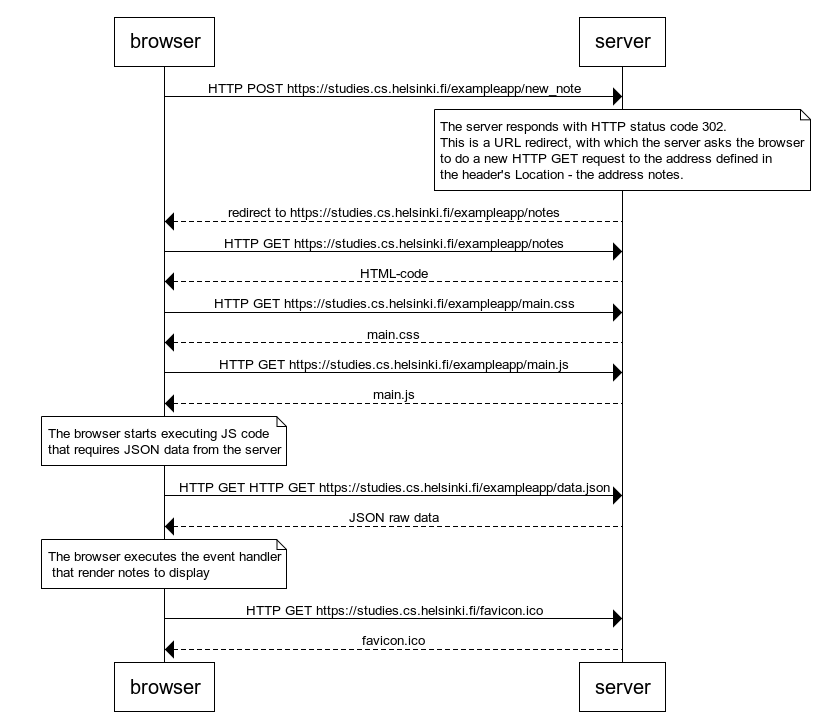 browser
server
HTTP POST https://studies.cs.helsinki.fi/exampleapp/new_note
The server responds with HTTP status code 302.
This is a URL redirect, with which the server asks the browser
to do a new HTTP GET request to the address defined in
the header's Location - the address notes.
redirect to https://studies.cs.helsinki.fi/exampleapp/notes
HTTP GET https://studies.cs.helsinki.fi/exampleapp/notes
HTML-code
HTTP GET https://studies.cs.helsinki.fi/exampleapp/main.css
main.css
HTTP GET https://studies.cs.helsinki.fi/exampleapp/main.js
main.js
The browser starts executing JS code
that requires JSON data from the server
HTTP GET HTTP GET https://studies.cs.helsinki.fi/exampleapp/data.json
JSON raw data
The browser executes the event handler
that render notes to display
HTTP GET https://studies.cs.helsinki.fi/favicon.ico
favicon.ico
browser
server